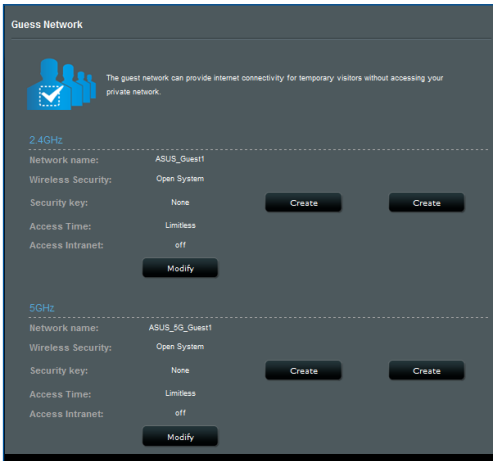 Guess Network
The guest network can provide internet connectivity for temporary visitors without accessing your
private network.
2.4GHz
Network name: ASUS_Guest1
Wireless Security: Open System
Security key: None Create Create
Access Time: Limitless
Access Intranet: off
Modify
5GHz
Network name: ASUS_5G_Guest1
Wireless Security: Open System
Security key: None Create Create
Access Time: Limitless
Access Intranet: off
Modify